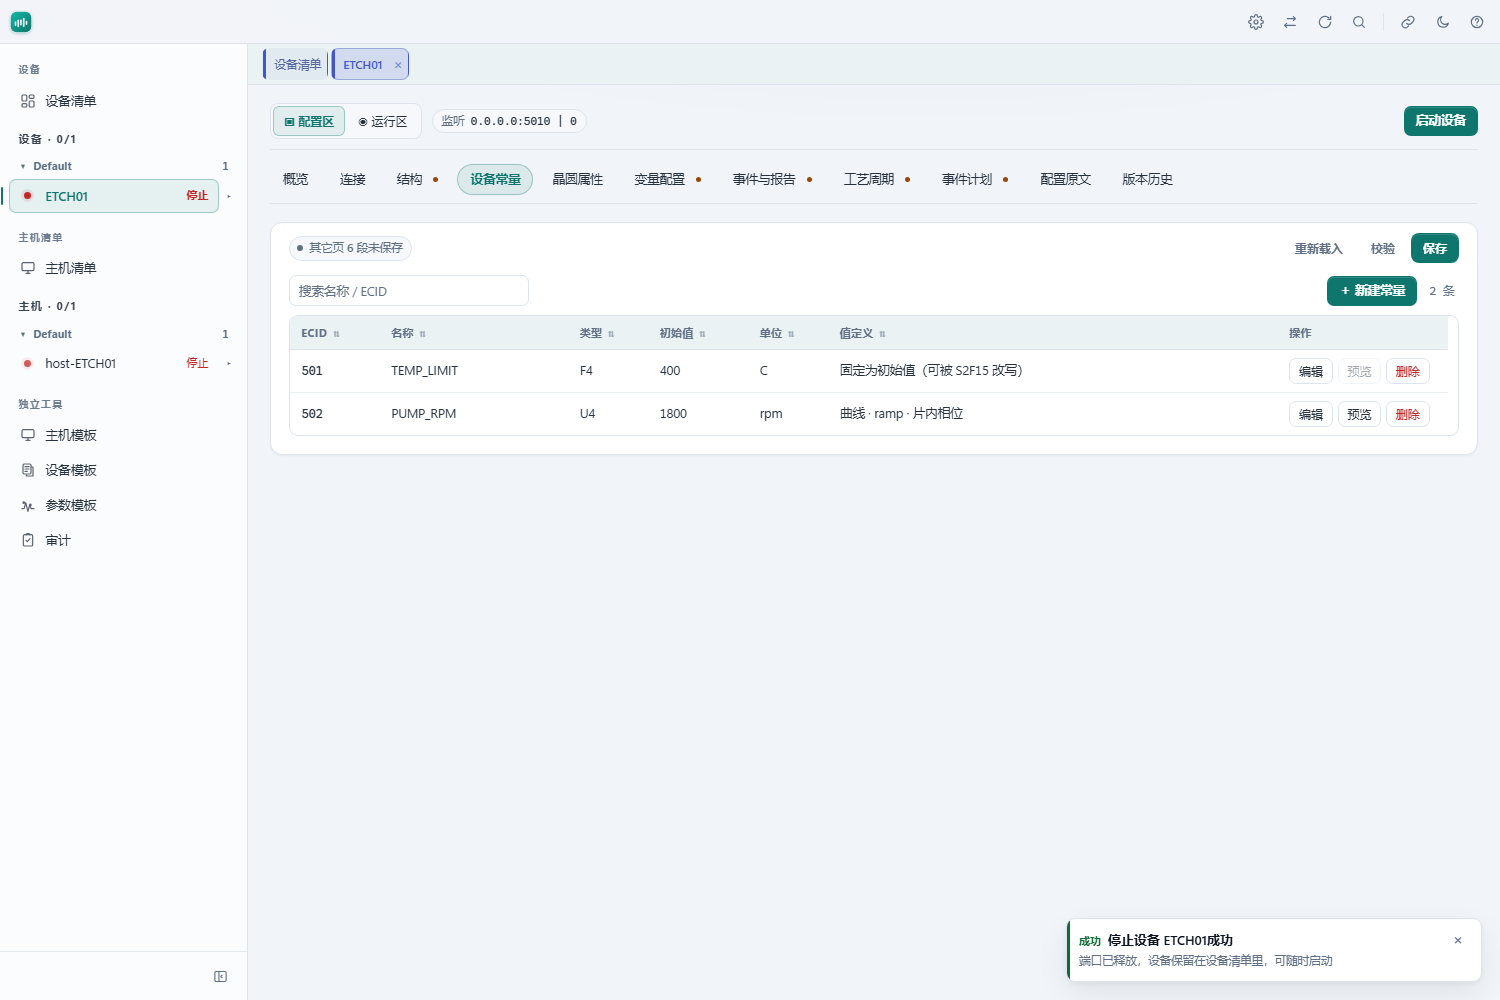 设备
设备清单
设备 · 0/1
Default 1
ETCH01 停止
主机清单
主机清单
主机 · 0/1
Default 1
host-ETCH01 停止
独立工具
主机模板
设备模板
参数模板
审计
设备清单 ETCH01 ×
配置区 运行区 监听 0.0.0.0:5010 | 0 启动设备
概览 连接 结构 设备常量 晶圆属性 变量配置 事件与报告 工艺周期 事件计划 配置原文 版本历史
其它页 6 段未保存 重新载入 校验 保存
搜索名称 / ECID + 新建常量 2 条
ECID 名称 类型 初始值 单位 值定义 操作
501 TEMP_LIMIT F4 400 C 固定为初始值（可被 S2F15 改写） 编辑 预览 删除
502 PUMP_RPM U4 1800 rpm 曲线 · ramp · 片内相位 编辑 预览 删除
成功 停止设备 ETCH01成功 ×
端口已释放，设备保留在设备清单里，可随时启动